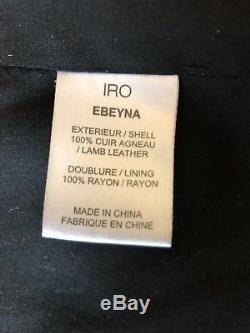 IRO
EBEYNA
EXTERIEUR / SHELL
100% CUIR AGNEAU
/ LAMB LEATHER
DOUBLURE / LINING
100% RAYON / RAYON
MADE IN CHINA
FABRIQUE EN CHINE
ebay